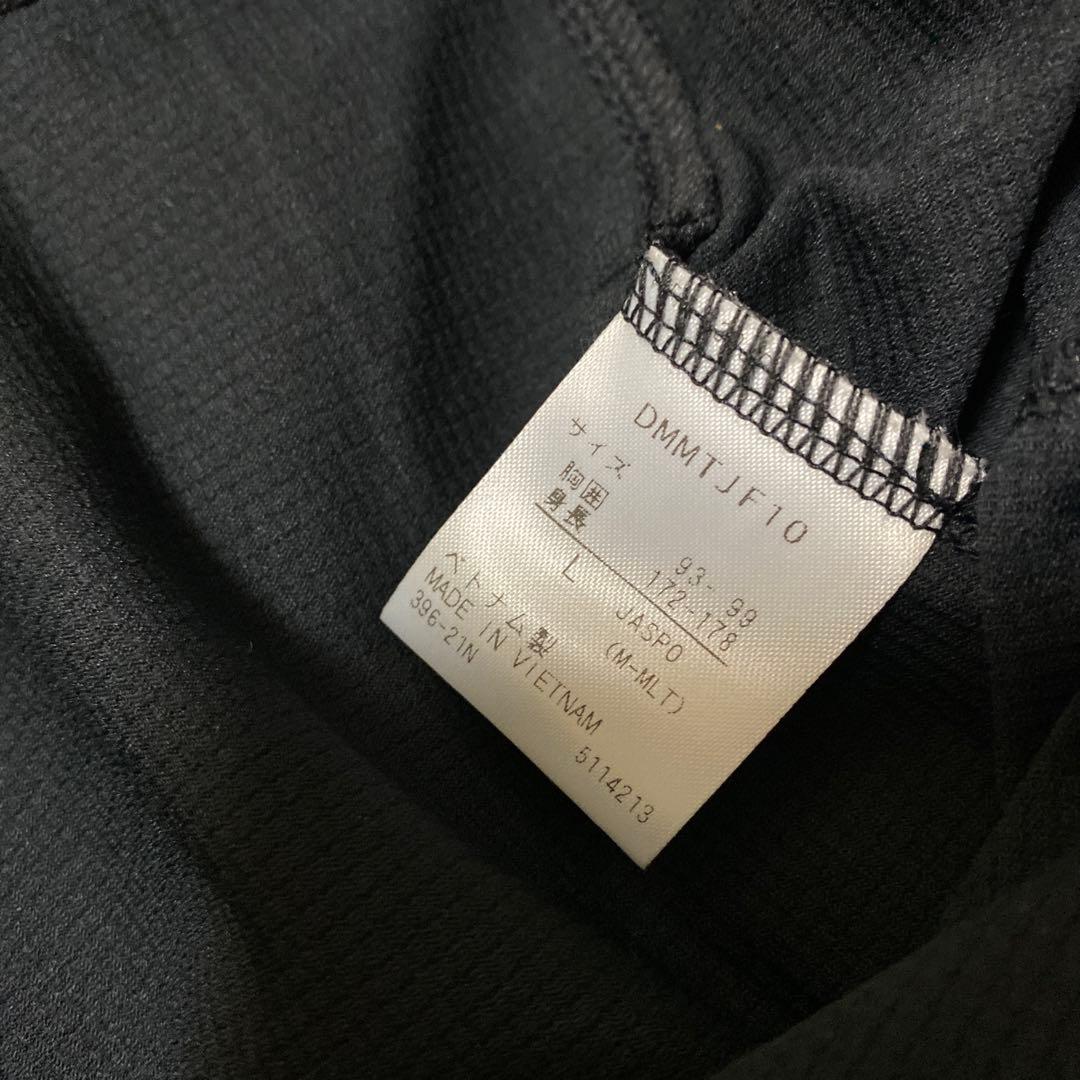 DMMTJF10
サイズ
胸囲 93- 99
身長 172-178
L JASPO
(M-MLT)
ベトナム製
MADE IN VIETNAM
396-21N 5114213